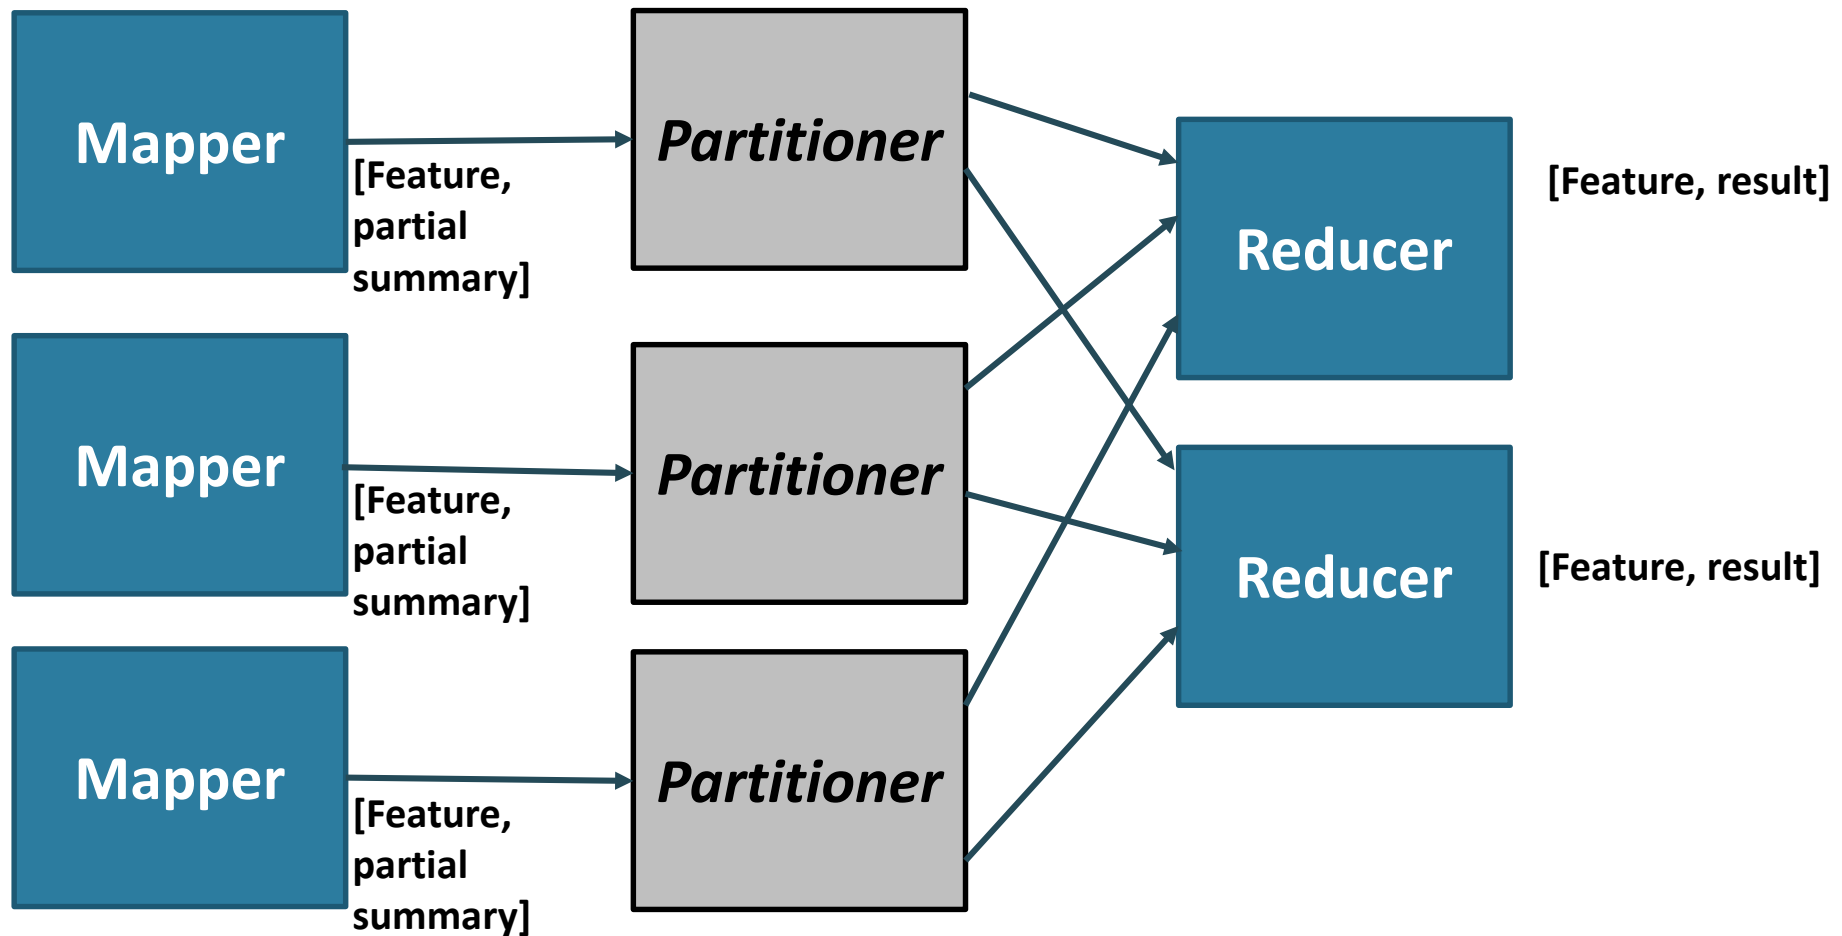 Mapper
[Feature,
partial
summary]
Partitioner
Reducer
[Feature, result]
Mapper
[Feature,
partial
summary]
Partitioner
Reducer
[Feature, result]
Mapper
[Feature,
partial
summary]
Partitioner